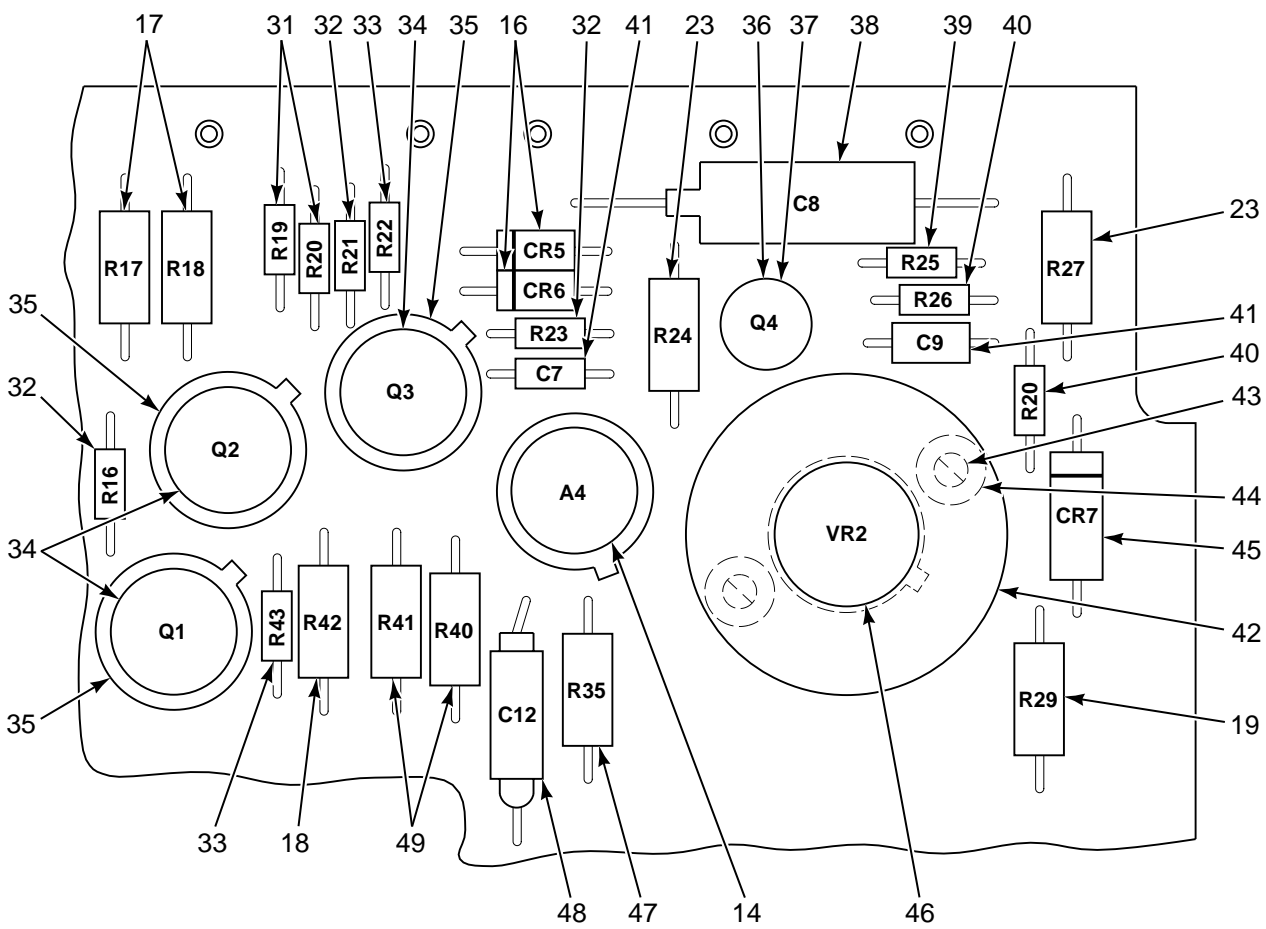 17 31 32 33 34 35 16 32 41 23 36 37 38 39 40
C8
23
R19 R22
R20 R21
CR5
R25
R17 R18
R27
CR6
R26
35
R23
R24
Q4
C9
41
C7
40
32
Q3
R20
43
Q2
R16
A4
44
CR7
VR2
34
45
Q1
R43
R42
R41
R40
42
35
C12
R35
R29
19
33 18 49
48 47 14 46